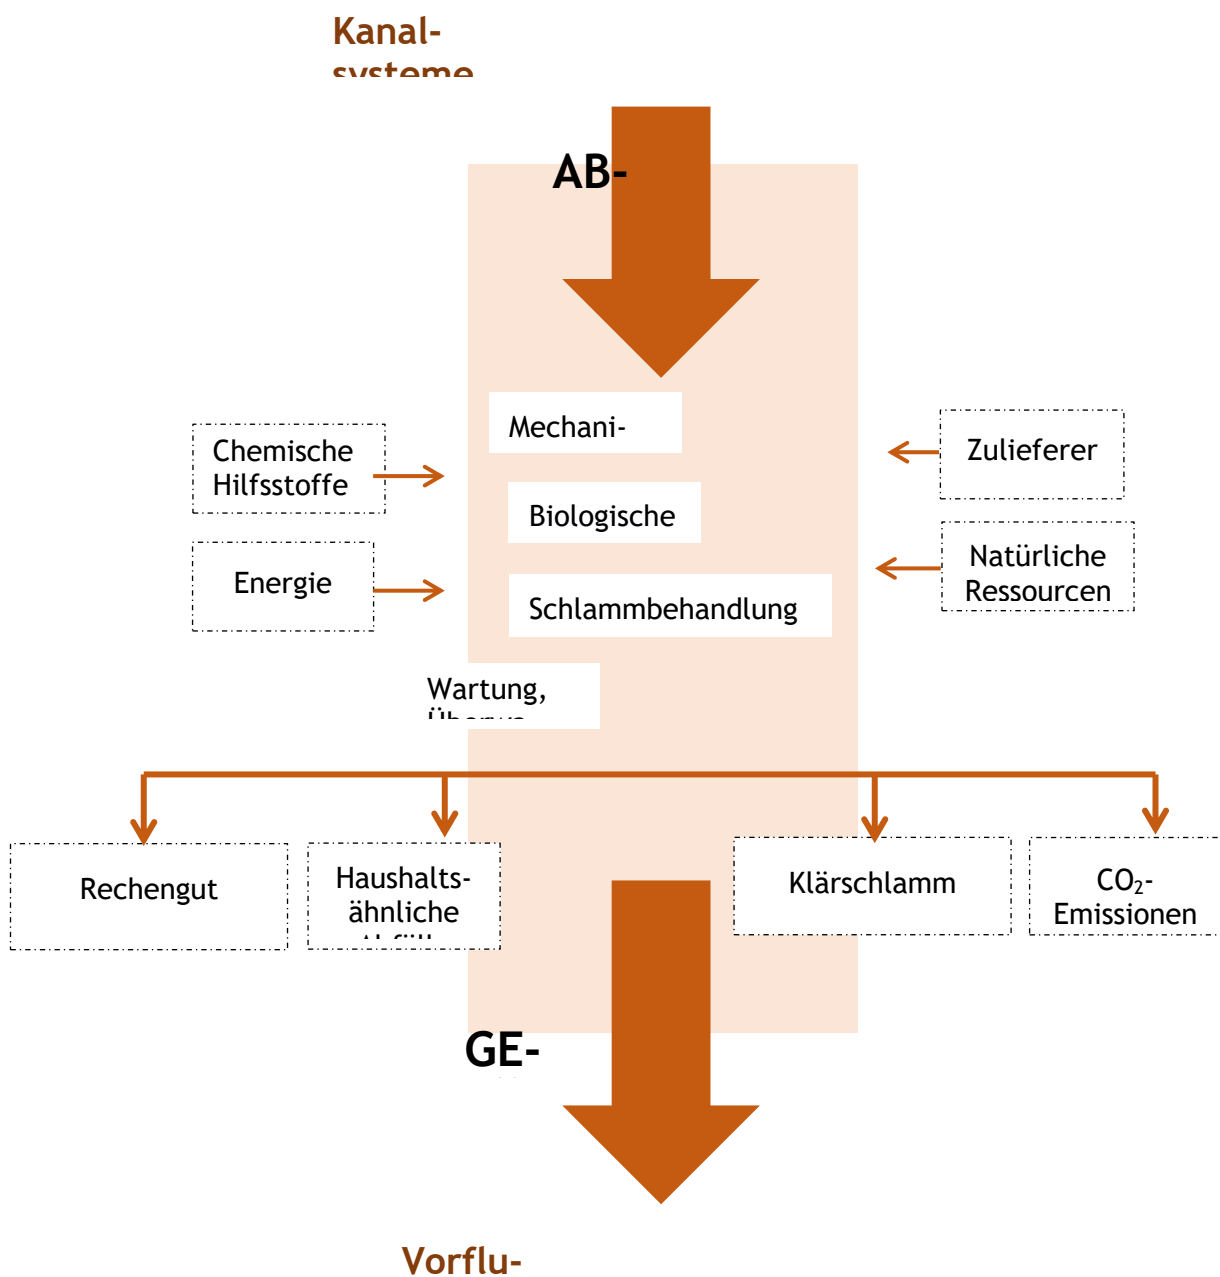 Kanal-
systeme
AB-
Mechani-
Chemische
Hilfsstoffe
Zulieferer
Biologische
Natürliche
Ressourcen
Energie
Schlammbehandlung
Wartung,
Rechengut
Haushalts-
ähnliche
Klärschlamm
CO₂-
Emissionen
GE-
Vorflu-